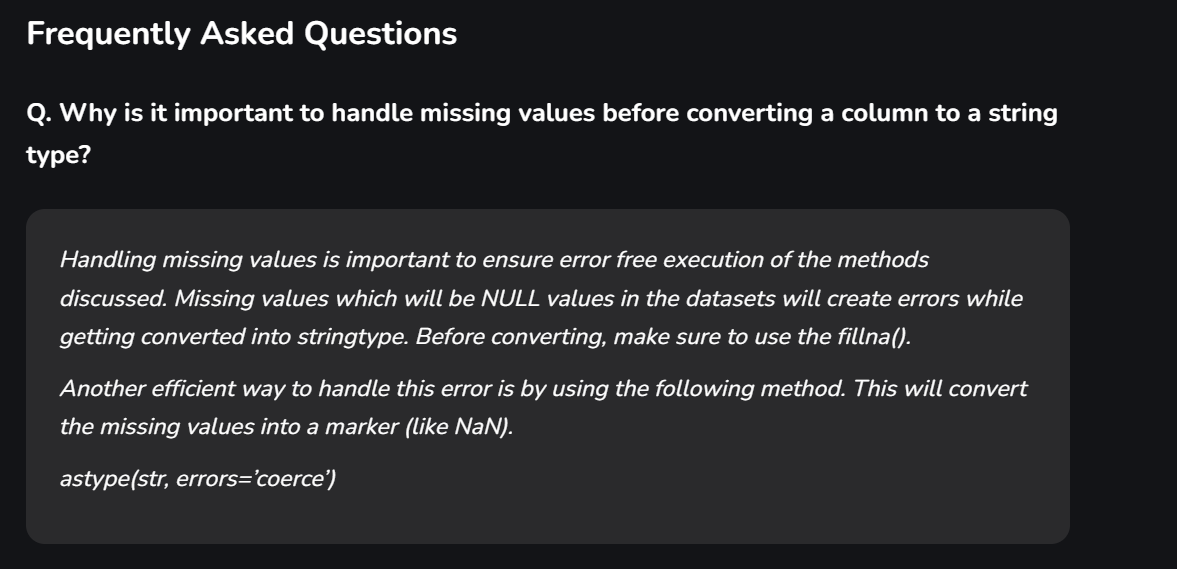 Frequently Asked Questions
Q. Why is it important to handle missing values before converting a column to a string
type?
Handling missing values is important to ensure error free execution of the methods
discussed. Missing values which will be NULL values in the datasets will create errors while
getting converted into stringtype. Before converting, make sure to use the fillna().
Another efficient way to handle this error is by using the following method. This will convert
the missing values into a marker (like NaN).
astype(str, errors=’coerce’)